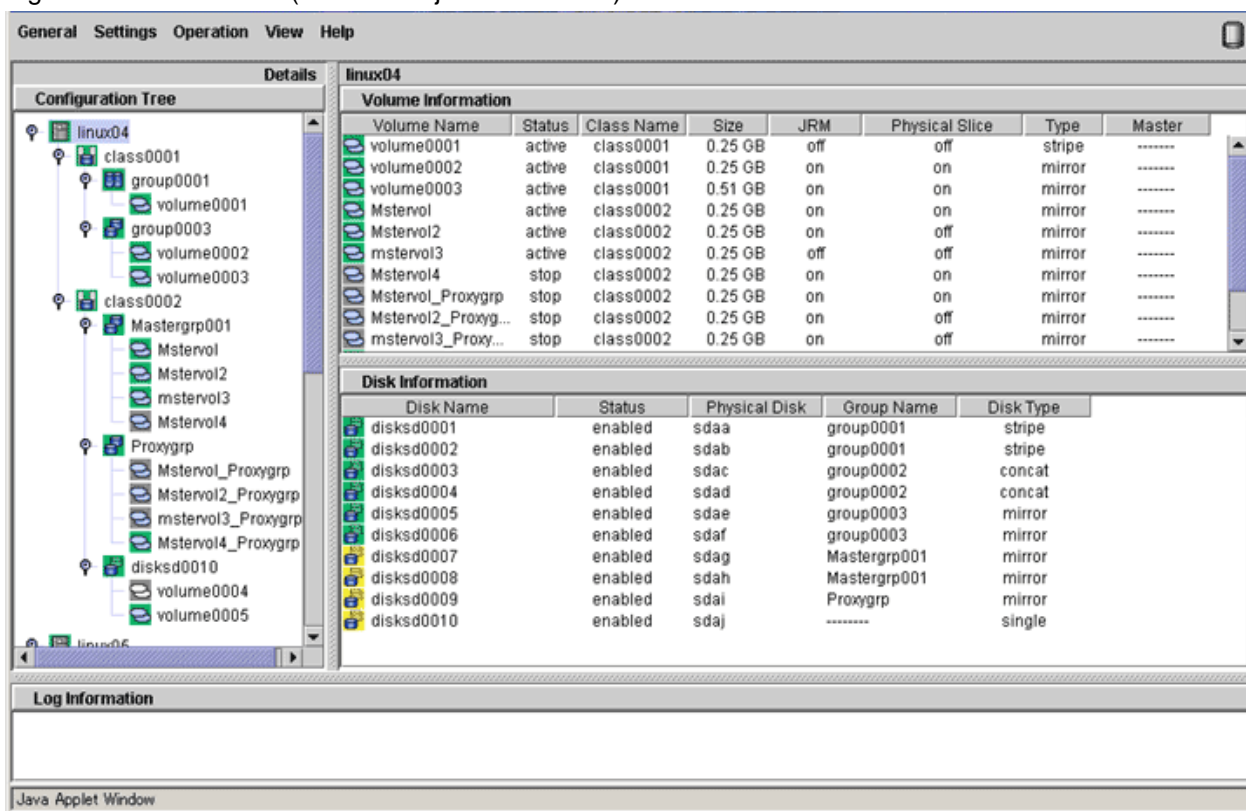 General Settings Operation View Help
Details
Configuration Tree
linux04
class0001
group0001
volume0001
group0003
volume0002
volume0003
class0002
Mastergrp001
Mstervol
Mstervol2
mstervol3
Mstervol4
Proxygrp
Mstervol_Proxygrp
Mstervol2_Proxygrp
mstervol3_Proxygrp
Mstervol4_Proxygrp
disksd0010
volume0004
volume0005
linux06
linux04
Volume Information
Volume Name Status Class Name Size JRM Physical Slice Type Master
volume0001 active class0001 0.25 GB off off stripe -------
volume0002 active class0001 0.25 GB on on mirror -------
volume0003 active class0001 0.51 GB on on mirror -------
Mstervol active class0002 0.25 GB on on mirror -------
Mstervol2 active class0002 0.25 GB on off mirror -------
mstervol3 active class0002 0.25 GB off off mirror -------
Mstervol4 stop class0002 0.25 GB on on mirror -------
Mstervol_Proxygrp stop class0002 0.25 GB on on mirror -------
Mstervol2_Proxyg... stop class0002 0.25 GB on off mirror -------
mstervol3_Proxy... stop class0002 0.25 GB on off mirror -------
Disk Information
Disk Name Status Physical Disk Group Name Disk Type
disksd0001 enabled sdaa group0001 stripe
disksd0002 enabled sdab group0001 stripe
disksd0003 enabled sdac group0002 concat
disksd0004 enabled sdad group0002 concat
disksd0005 enabled sdae group0003 mirror
disksd0006 enabled sdaf group0003 mirror
disksd0007 enabled sdag Mastergrp001 mirror
disksd0008 enabled sdah Mastergrp001 mirror
disksd0009 enabled sdai Proxygrp mirror
disksd0010 enabled sdaj -------- single
Log Information
Java Applet Window